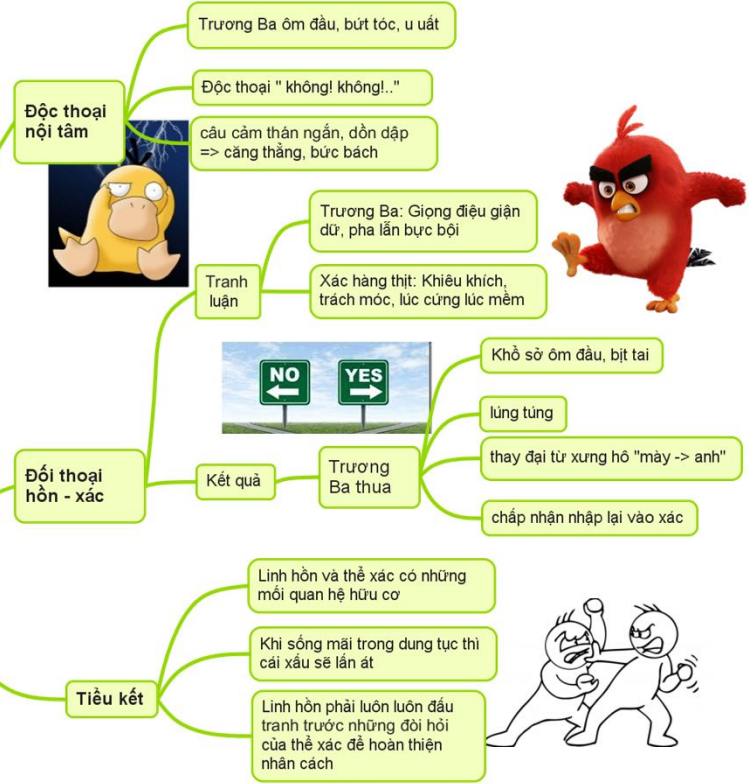 Trương Ba ôm đầu, bứt tóc, u uất
Độc thoại
nội tâm
Độc thoại " không! không!.."
câu cảm thán ngắn, dồn dập
=> căng thẳng, bức bách
Trương Ba: Giọng điệu giận
dữ, pha lẫn bực bội
Tranh
luận
Xác hàng thịt: Khiêu khích,
trách móc, lúc cứng lúc mềm
NO
YES
Khổ sở ôm đầu, bịt tai
lúng túng
Đối thoại
hồn - xác
Kết quả
Trương
Ba thua
thay đại từ xưng hô "mày -> anh"
chấp nhận nhập lại vào xác
Linh hồn và thể xác có những
mối quan hệ hữu cơ
Khi sống mãi trong dung tục thì
cái xấu sẽ lấn át
Tiểu kết
Linh hồn phải luôn luôn đấu
tranh trước những đòi hỏi
của thể xác để hoàn thiện
nhân cách